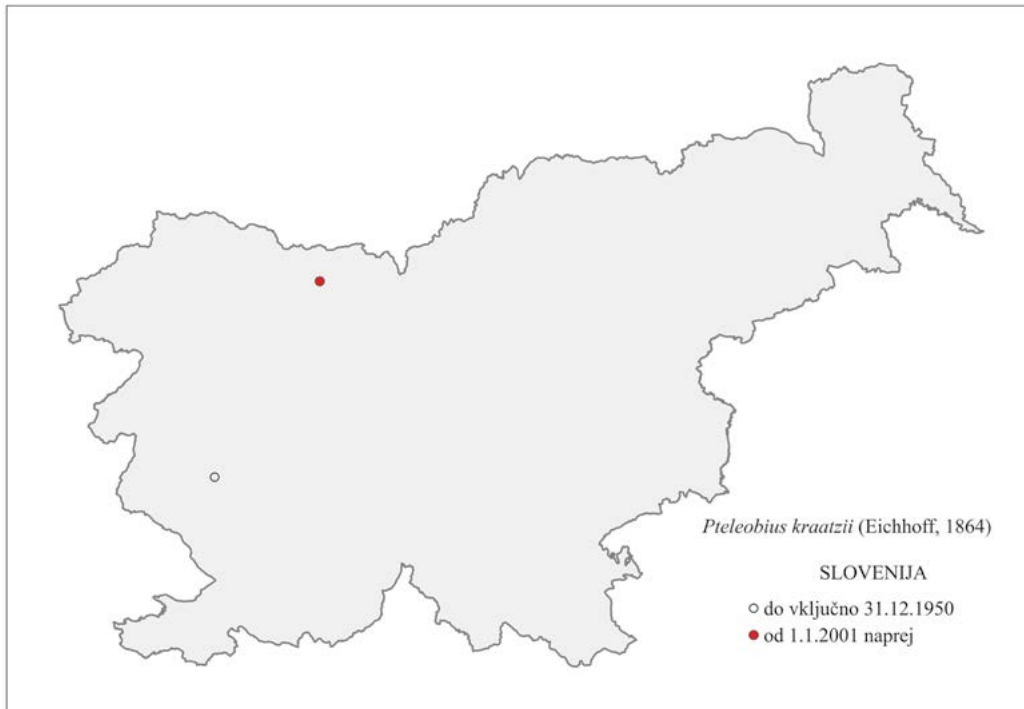 Pteleobius kraatzii (Eichhoff, 1864)
SLOVENIJA
do vključno 31.12.1950
od 1.1.2001 naprej